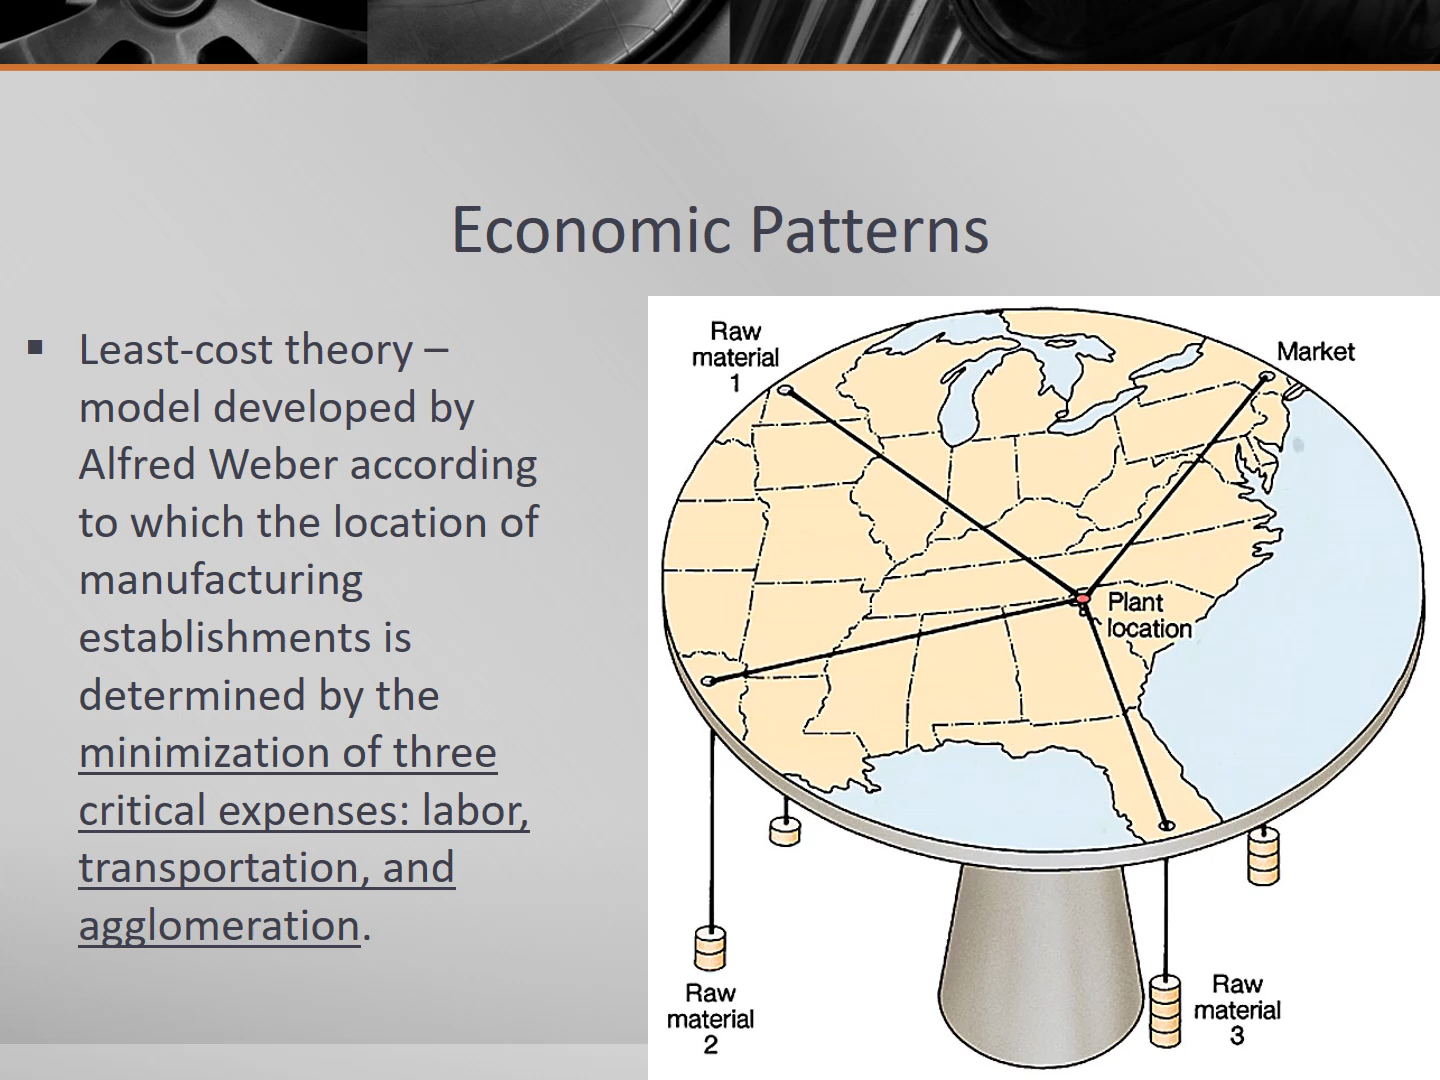 Economic Patterns
▪ Least-cost theory –
model developed by
Alfred Weber according
to which the location of
manufacturing
establishments is
determined by the
minimization of three
critical expenses: labor,
transportation, and
agglomeration.
Raw
material
1
Market
Plant
location
Raw
material
2
Raw
material
3